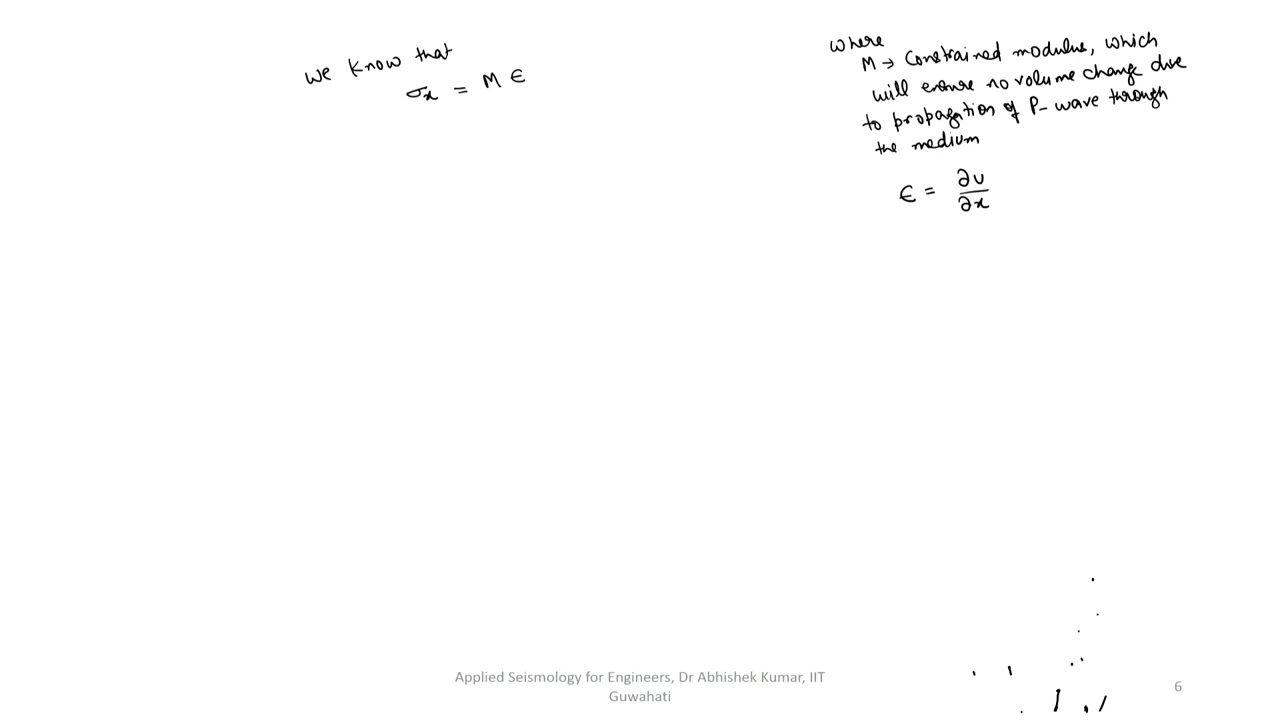 we know that
σx = M ϵ
where
M → Constrained modulus, which
will ensure no volume change due
to propagation of P- wave through
the medium
ϵ = ∂u/∂x
Applied Seismology for Engineers, Dr Abhishek Kumar, IIT
Guwahati
6